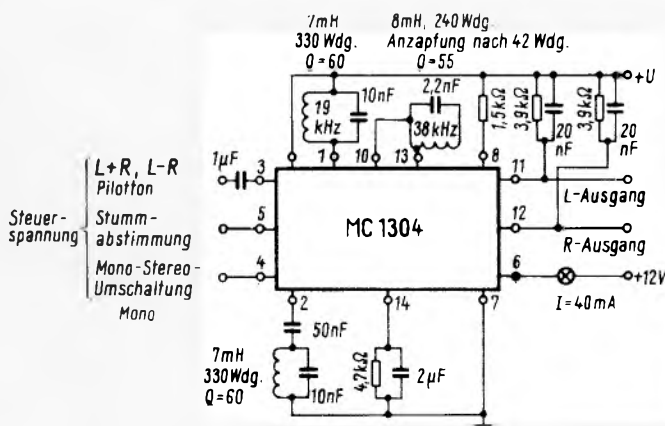 7mH
330 Wdg.
Q=60
8mH, 240 Wdg.
Anzapfung nach 42 Wdg.
Q=55
+U
10nF
19
kHz
2,2nF
38kHz
1,5kΩ
3,9kΩ
20
nF
3,9kΩ
20
nF
1µF
3
1
10
13
8
11
L-Ausgang
12
R-Ausgang
6
+12V
I=40mA
L+R, L-R
Pilotton
Steuer-
spannung
Stumm-
abstimmung
5
Mono-Stereo-
Umschaltung
4
Mono
MC 1304
2
14
7
50nF
7mH
330Wdg.
Q=60
10nF
4,7kΩ
2µF